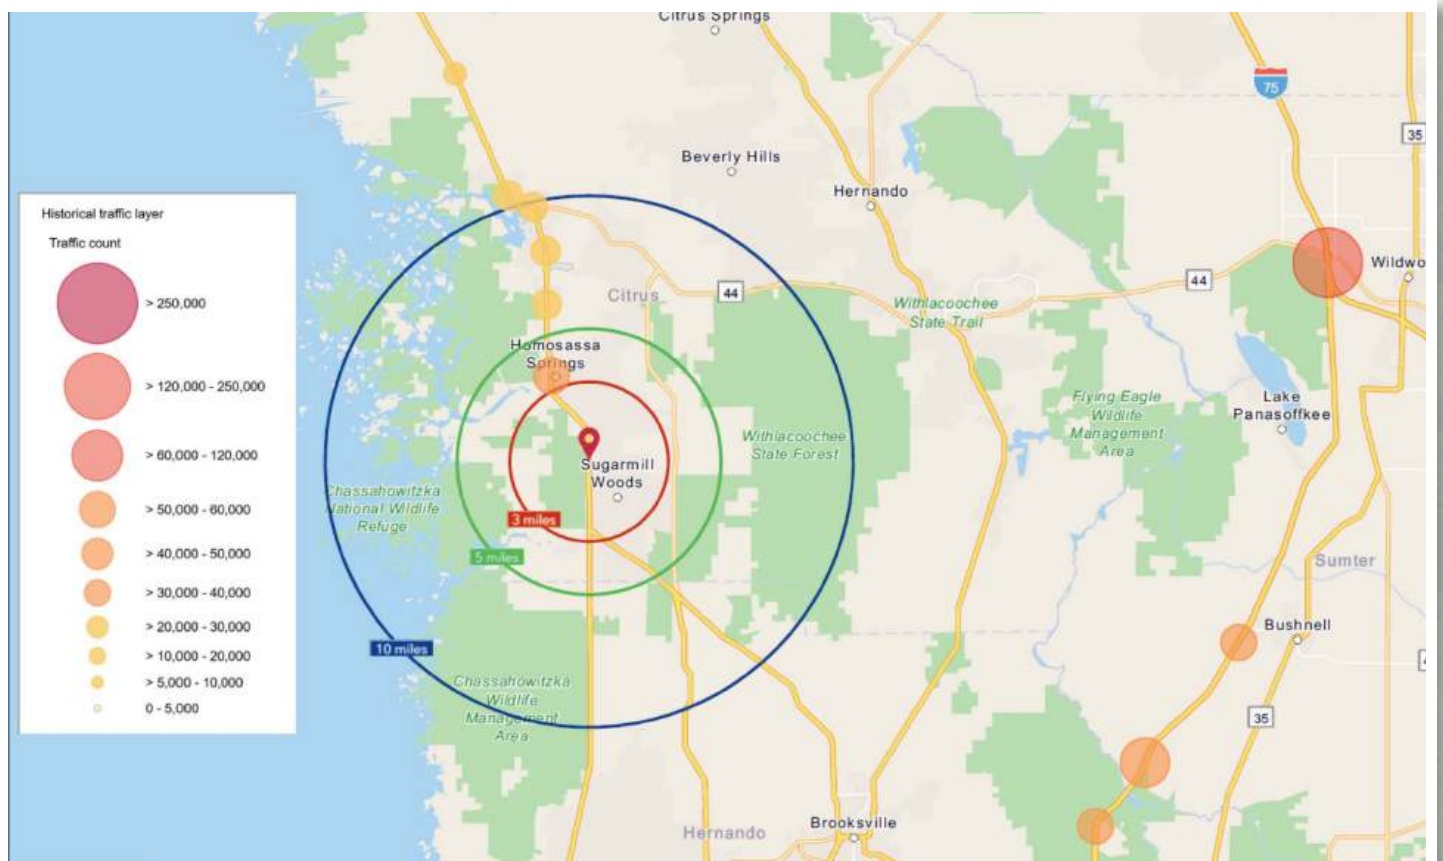 Citrus Springs
75
35
Beverly Hills
Hernando
Historical traffic layer
Traffic count
> 250,000
> 120,000 - 250,000
> 60,000 - 120,000
> 50,000 - 60,000
> 40,000 - 50,000
> 30,000 - 40,000
> 20,000 - 30,000
> 10,000 - 20,000
> 5,000 - 10,000
0 - 5,000
Wildwo
44
44
Citrus
Withlacoochee
State Trail
Homosassa
Springs
Lake
Panasoffkee
Flying Eagle
Wildlife
Management
Area
Withlacoochee
State Forest
Sugarmill
Woods
Chassahowitzka
National Wildlife
Refuge
3 miles
5 miles
10 miles
Sumter
Bushnell
35
Chassahowitzka
Wildlife
Management
Area
Brooksville
Hernando